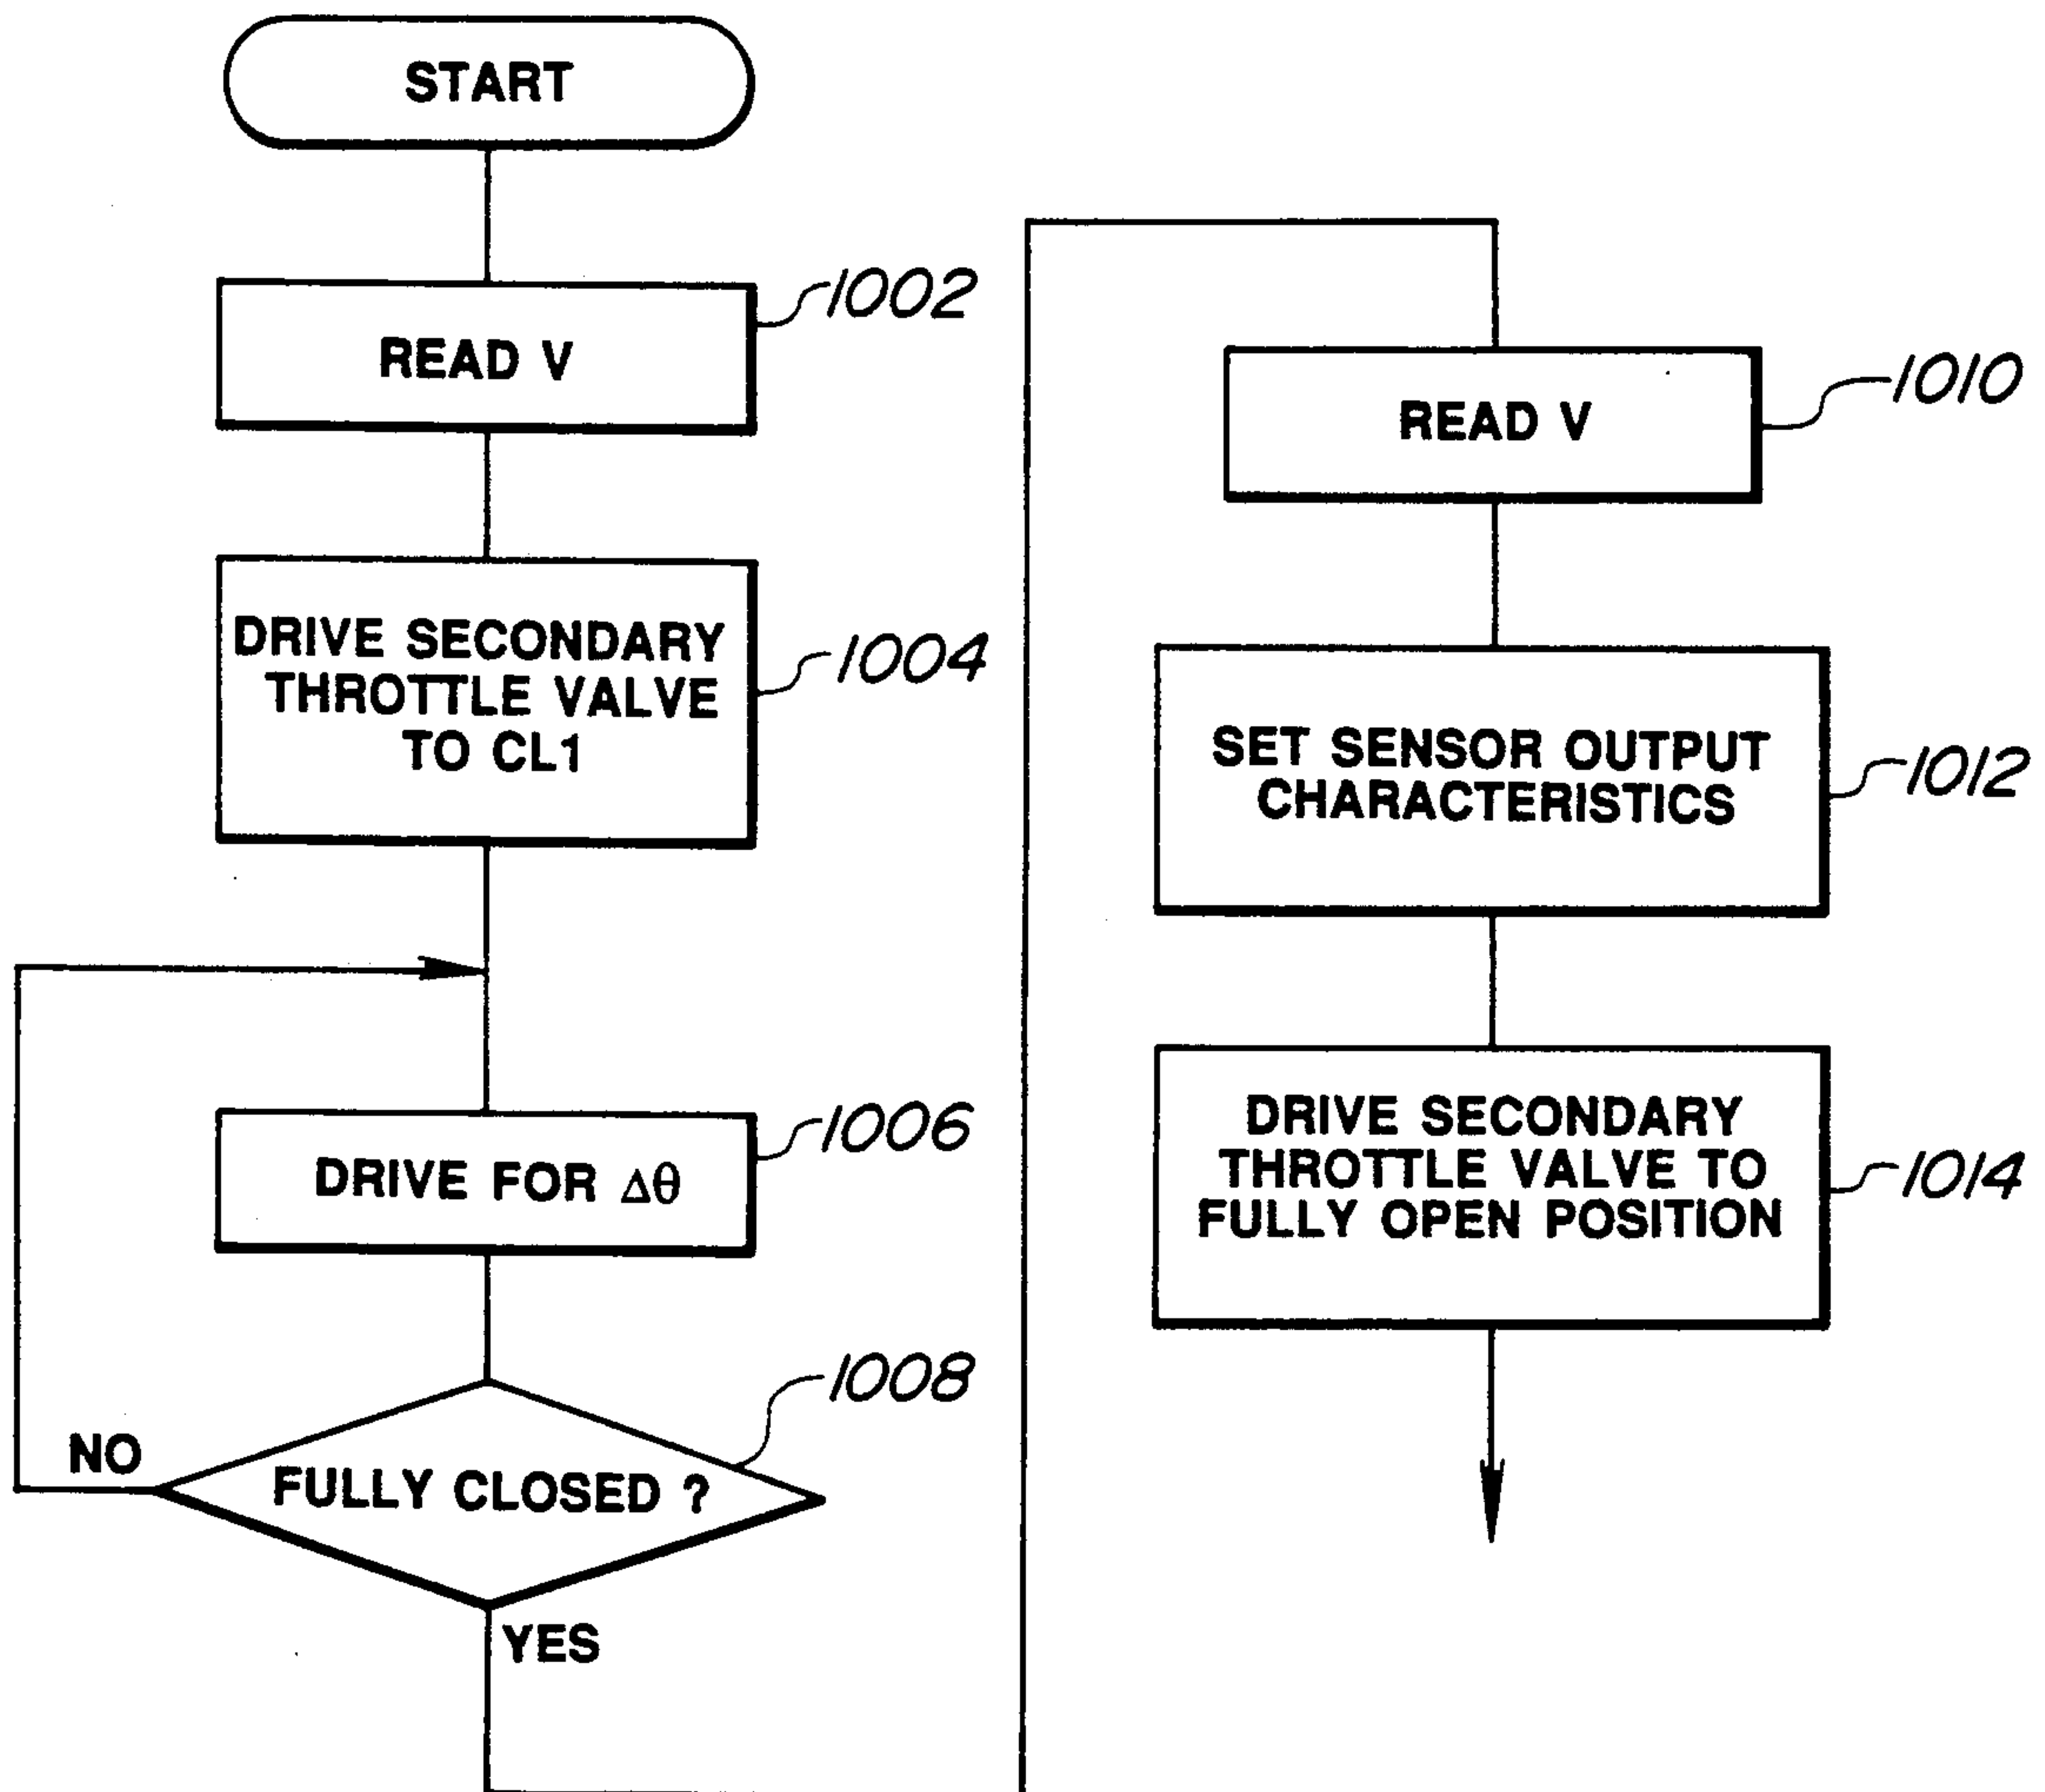 START
1002
READ V
DRIVE SECONDARY
THROTTLE VALVE
TO CL1
1004
1006
DRIVE FOR Δθ
1008
NO
FULLY CLOSED ?
YES
1010
READ V
SET SENSOR OUTPUT
CHARACTERISTICS
1012
DRIVE SECONDARY
THROTTLE VALVE TO
FULLY OPEN POSITION
1014